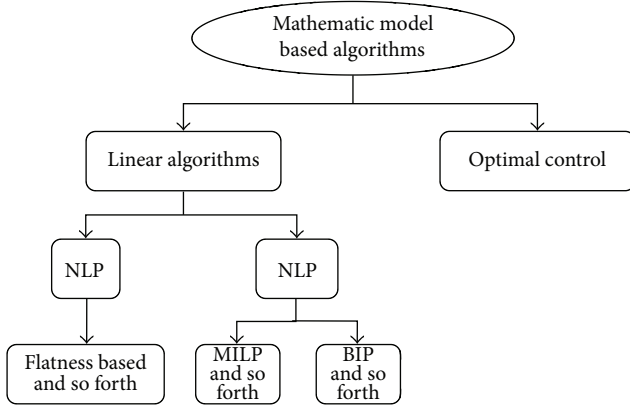 Mathematic model
based algorithms
Linear algorithms
Optimal control
NLP
NLP
Flatness based
and so forth
MILP
and so
forth
BIP
and so
forth